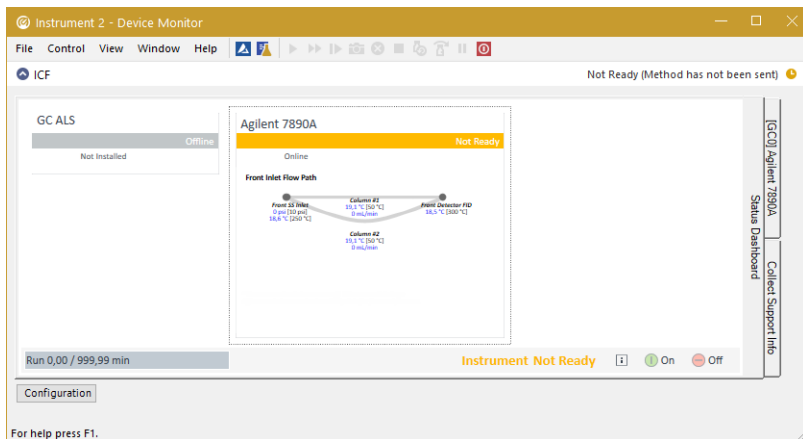 Instrument 2 - Device Monitor
File Control View Window Help
ICF
Not Ready (Method has not been sent)
GC ALS
Offline
Not Installed
Agilent 7890A
Not Ready
Online
Front Inlet Flow Path
Front SS Inlet
0 psi [10 psi]
18,6 °C [250 °C]
Column #1
19,1 °C [50 °C]
0 mL/min
Front Detector FID
18,5 °C [300 °C]
Column #2
19,1 °C [50 °C]
0 mL/min
[GC0] Agilent 7890A
Status Dashboard
Collect Support Info
Run 0,00 / 999,99 min
Instrument Not Ready
On
Off
Configuration
For help press F1.